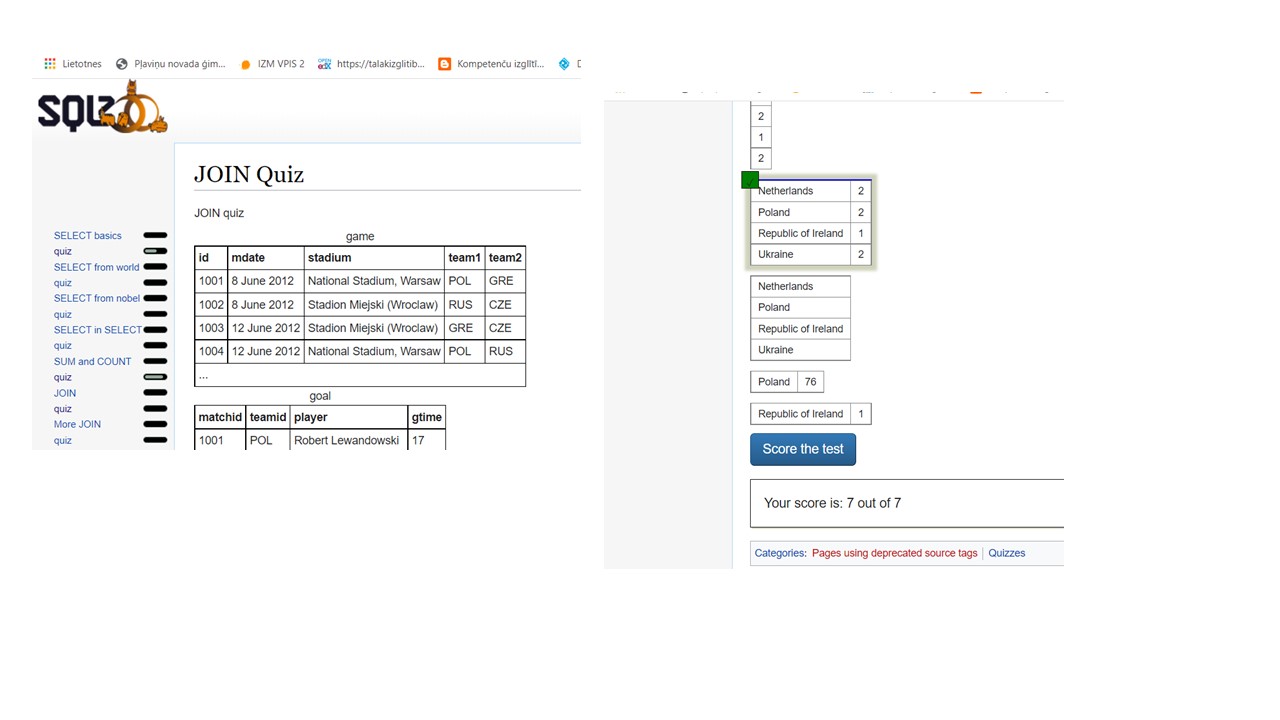 Lietotnes Pļaviņu novada ģim... IZM VPIS 2 https://talakizglitib... Kompetenču izglītī...
SQLZOO
JOIN Quiz
JOIN quiz
SELECT basics
quiz
SELECT from world
quiz
SELECT from nobel
quiz
SELECT in SELECT
quiz
SUM and COUNT
quiz
JOIN
quiz
More JOIN
quiz
game
id mdate stadium team1 team2
1001 8 June 2012 National Stadium, Warsaw POL GRE
1002 8 June 2012 Stadion Miejski (Wroclaw) RUS CZE
1003 12 June 2012 Stadion Miejski (Wroclaw) GRE CZE
1004 12 June 2012 National Stadium, Warsaw POL RUS
...
goal
matchid teamid player gtime
1001 POL Robert Lewandowski 17
2
1
2
Netherlands 2
Poland 2
Republic of Ireland 1
Ukraine 2
Netherlands
Poland
Republic of Ireland
Ukraine
Poland 76
Republic of Ireland 1
Score the test
Your score is: 7 out of 7
Categories: Pages using deprecated source tags Quizzes